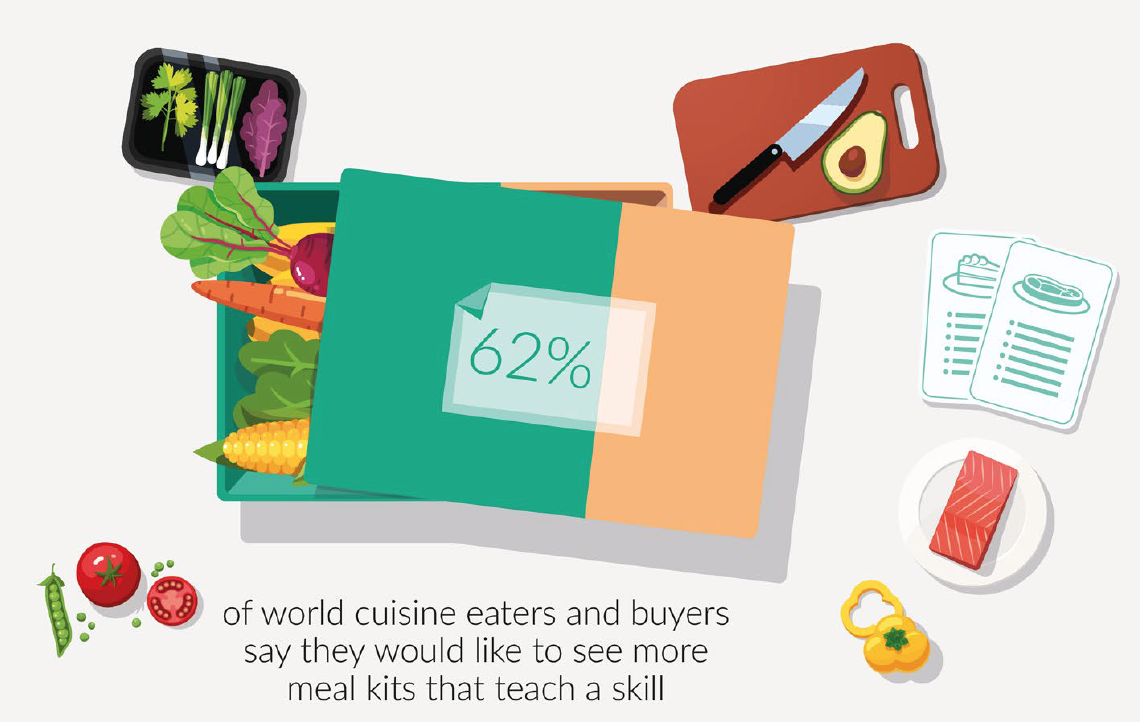 62%
of world cuisine eaters and buyers
say they would like to see more
meal kits that teach a skill